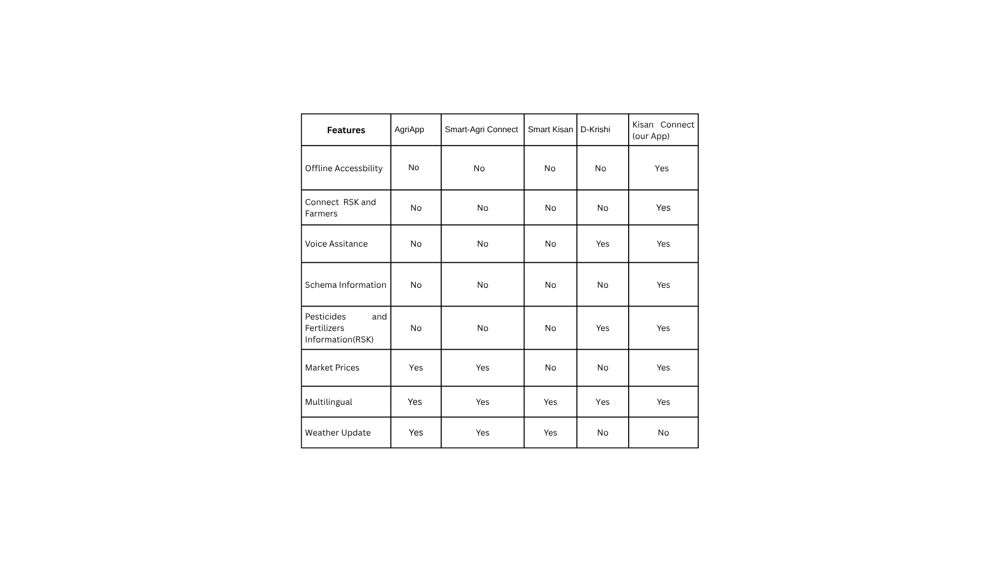 Features AgriApp Smart-Agri Connect Smart Kisan D-Krishi Kisan Connect
(our App)
Offline Accessbility No No No No Yes
Connect RSK and
Farmers No No No No Yes
Voice Assitance No No No Yes Yes
Schema Information No No No No Yes
Pesticides and
Fertilizers No No No Yes Yes
Information(RSK)
Market Prices Yes Yes No No Yes
Multilingual Yes Yes Yes Yes Yes
Weather Update Yes Yes Yes No No